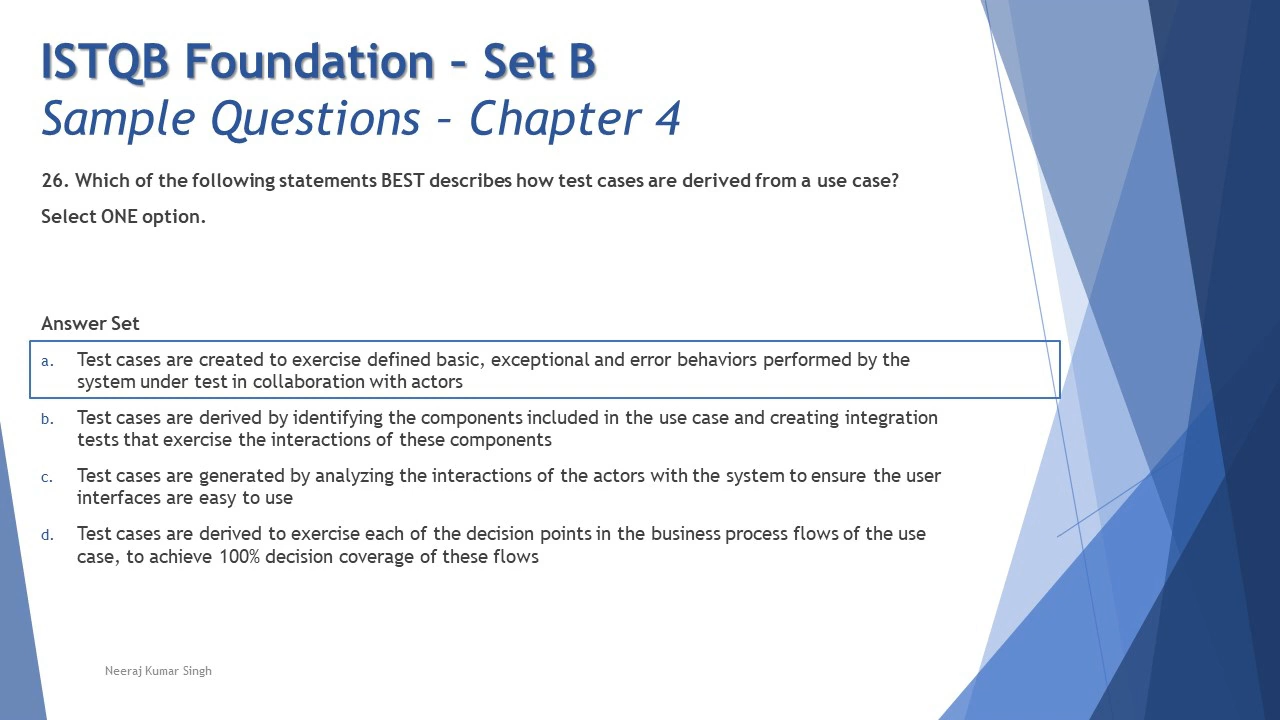 ISTQB Foundation – Set B
Sample Questions – Chapter 4
26. Which of the following statements BEST describes how test cases are derived from a use case?
Select ONE option.
Answer Set
a. Test cases are created to exercise defined basic, exceptional and error behaviors performed by the
system under test in collaboration with actors
b. Test cases are derived by identifying the components included in the use case and creating integration
tests that exercise the interactions of these components
c. Test cases are generated by analyzing the interactions of the actors with the system to ensure the user
interfaces are easy to use
d. Test cases are derived to exercise each of the decision points in the business process flows of the use
case, to achieve 100% decision coverage of these flows
Neeraj Kumar Singh